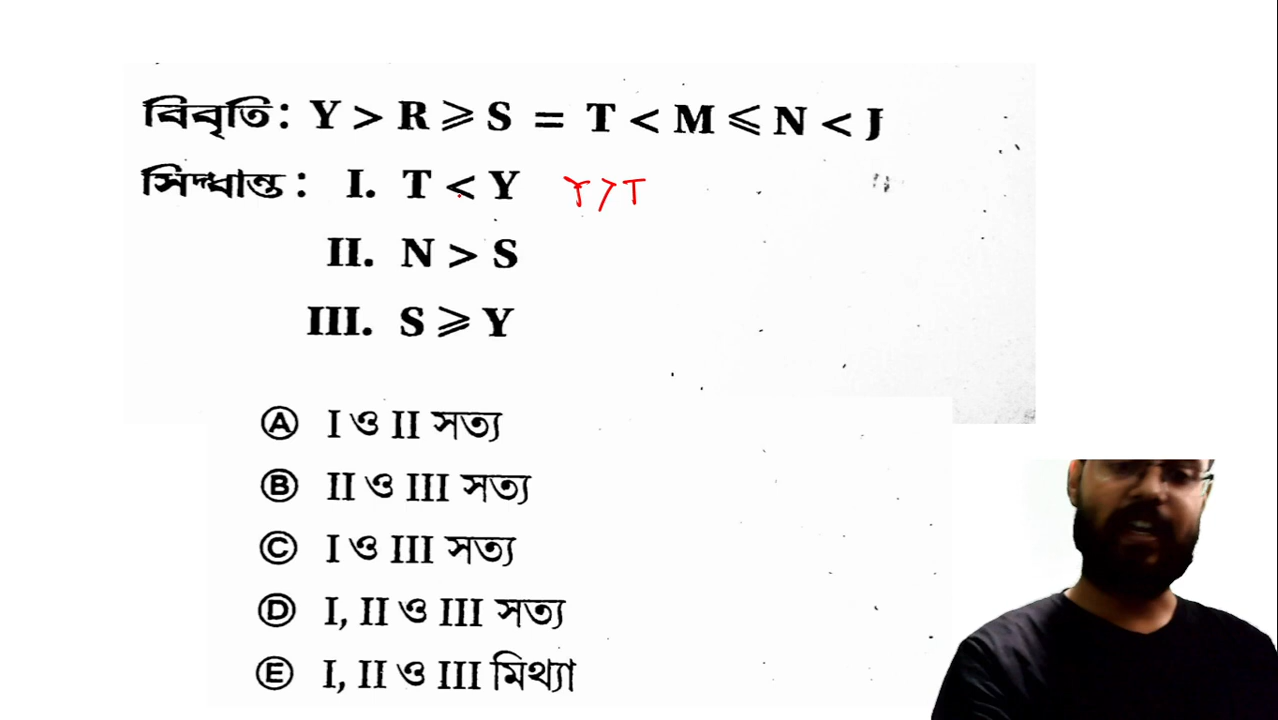 বিবৃতি: Y > R ⩾ S = T < M ⩽ N < J
সিদ্ধান্ত: I. T < Y Y > T
II. N > S
III. S ⩾ Y
Ⓐ I ও II সত্য
Ⓑ II ও III সত্য
Ⓒ I ও III সত্য
Ⓓ I, II ও III সত্য
Ⓔ I, II ও III মিথ্যা